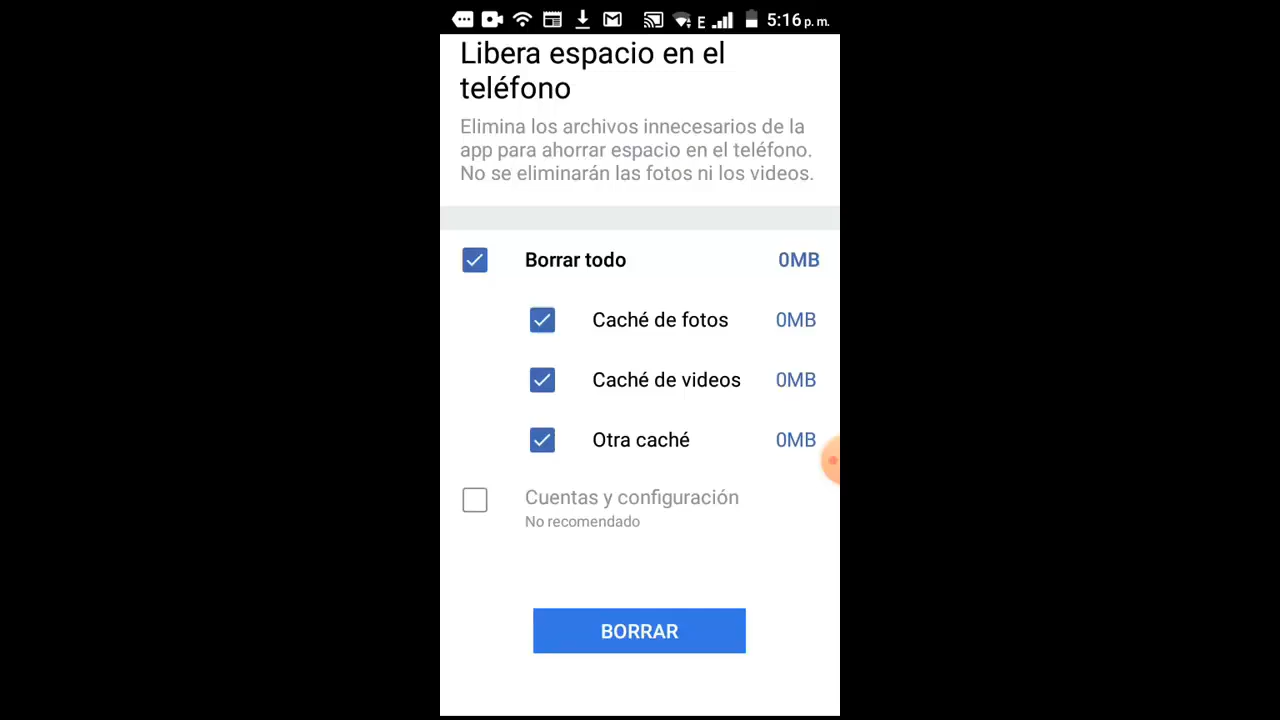 E 5:16 p. m.
Libera espacio en el
teléfono
Elimina los archivos innecesarios de la
app para ahorrar espacio en el teléfono.
No se eliminarán las fotos ni los videos.
Borrar todo 0MB
Caché de fotos 0MB
Caché de videos 0MB
Otra caché 0MB
Cuentas y configuración
No recomendado
BORRAR